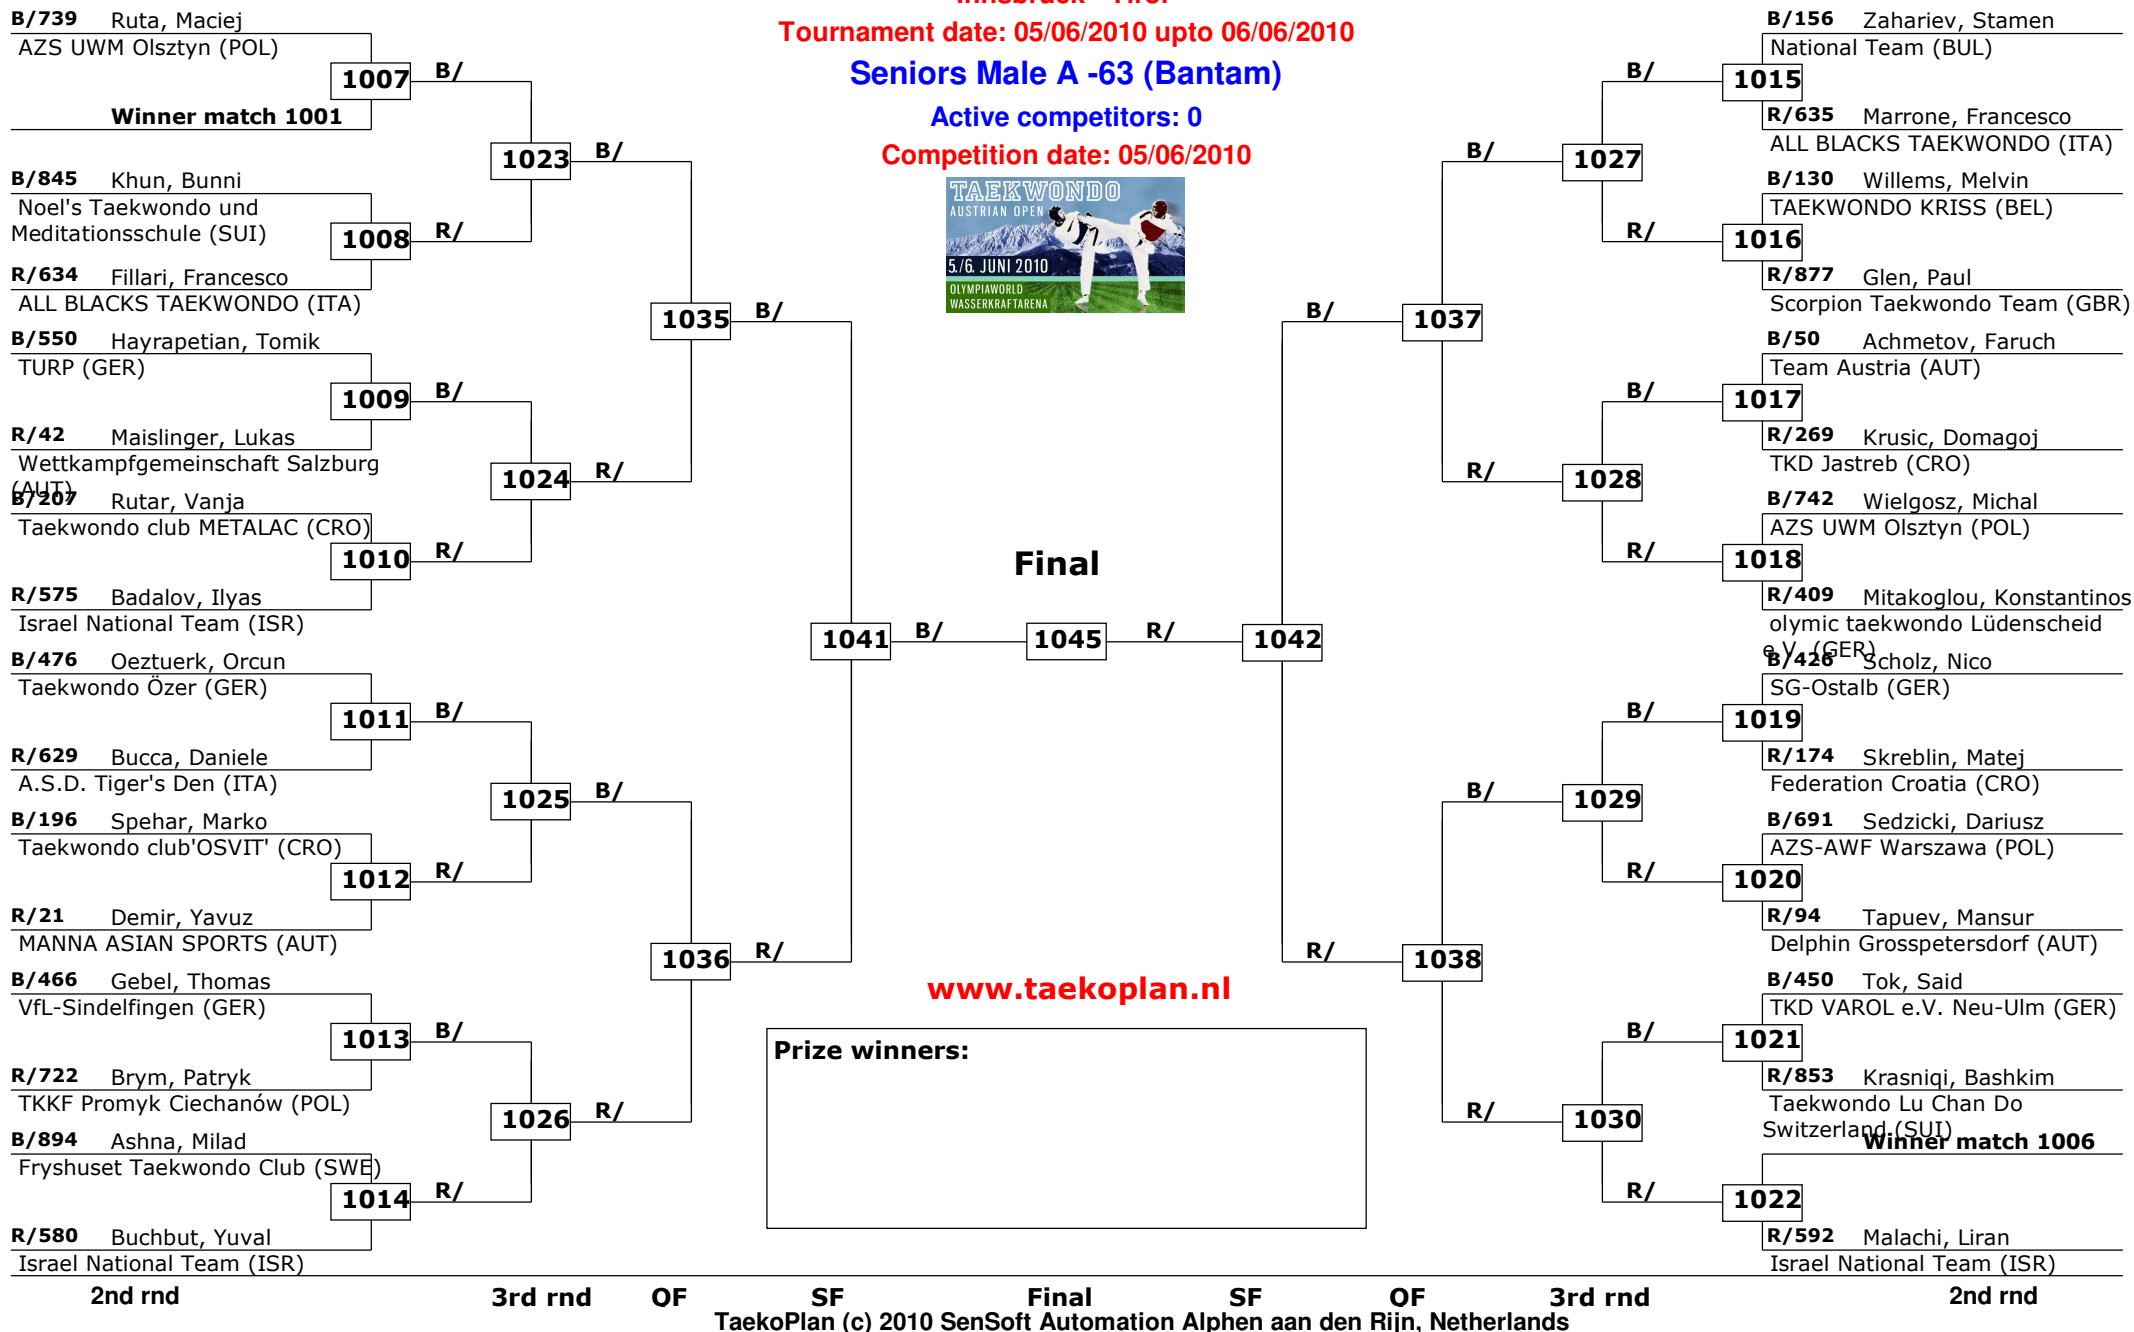 Innsbruck - Tirol
Tournament date: 05/06/2010 upto 06/06/2010
Seniors Male A -63 (Bantam)
Active competitors: 0
Competition date: 05/06/2010
TAEKWONDO
AUSTRIAN OPEN
5./6. JUNI 2010
OLYMPIAWORLD
WASSERKRAFTARENA
B/739 Ruta, Maciej
AZS UWM Olsztyn (POL)
1007 B/
Winner match 1001
1023 B/
B/845 Khun, Bunni
Noel's Taekwondo und
Meditationsschule (SUI)
1008 R/
R/634 Fillari, Francesco
ALL BLACKS TAEKWONDO (ITA)
1035 B/
B/550 Hayrapetian, Tomik
TURP (GER)
1009 B/
R/42 Maislinger, Lukas
Wettkampfgemeinschaft Salzburg
(AUT)
1024 R/
B/207 Rutar, Vanja
Taekwondo club METALAC (CRO)
1010 R/
R/575 Badalov, Ilyas
Israel National Team (ISR)
1041 B/
B/476 Oeztuerk, Orcun
Taekwondo Özer (GER)
1011 B/
R/629 Bucca, Daniele
A.S.D. Tiger's Den (ITA)
1025 B/
B/196 Spehar, Marko
Taekwondo club'OSVIT' (CRO)
1012 R/
R/21 Demir, Yavuz
MANNA ASIAN SPORTS (AUT)
1036 R/
B/466 Gebel, Thomas
VfL-Sindelfingen (GER)
1013 B/
R/722 Brym, Patryk
TKKF Promyk Ciechanów (POL)
1026 R/
B/894 Ashna, Milad
Fryshuset Taekwondo Club (SWE)
1014 R/
R/580 Buchbut, Yuval
Israel National Team (ISR)
Final
1045
www.taekoplan.nl
Prize winners:
B/156 Zahariev, Stamen
National Team (BUL)
B/ 1015
R/635 Marrone, Francesco
ALL BLACKS TAEKWONDO (ITA)
B/ 1027
B/130 Willems, Melvin
TAEKWONDO KRISS (BEL)
R/ 1016
R/877 Glen, Paul
Scorpion Taekwondo Team (GBR)
B/ 1037
B/50 Achmetov, Faruch
Team Austria (AUT)
B/ 1017
R/269 Krusic, Domagoj
TKD Jastreb (CRO)
R/ 1028
B/742 Wielgosz, Michal
AZS UWM Olsztyn (POL)
R/ 1018
R/409 Mitakoglou, Konstantinos
olymic taekwondo Lüdenscheid
e.V. (GER)
R/ 1042
B/426 Scholz, Nico
SG-Ostalb (GER)
B/ 1019
R/174 Skreblin, Matej
Federation Croatia (CRO)
B/ 1029
B/691 Sedzicki, Dariusz
AZS-AWF Warszawa (POL)
R/ 1020
R/94 Tapuev, Mansur
Delphin Grosspetersdorf (AUT)
R/ 1038
B/450 Tok, Said
TKD VAROL e.V. Neu-Ulm (GER)
B/ 1021
R/853 Krasniqi, Bashkim
Taekwondo Lu Chan Do
Switzerland (SUI)
R/ 1030
Winner match 1006
R/ 1022
R/592 Malachi, Liran
Israel National Team (ISR)
2nd rnd 3rd rnd QF SF Final SF QF 3rd rnd 2nd rnd
TaekoPlan (c) 2010 SenSoft Automation Alphen aan den Rijn, Netherlands